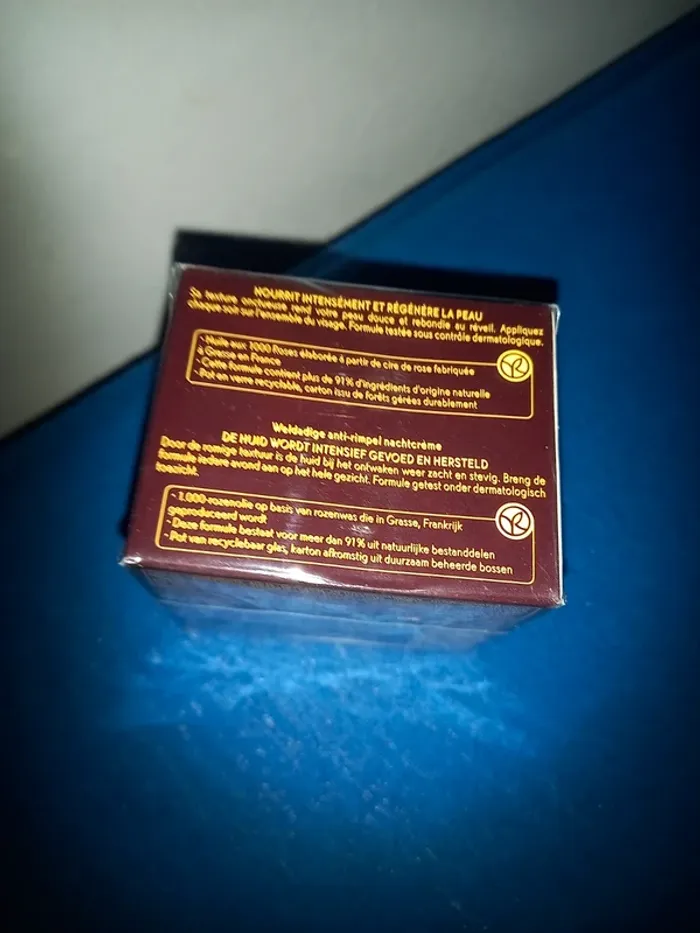 NOURRIT INTENSÉMENT ET RÉGÉNÈRE LA PEAU
Sa texture onctueuse rend votre peau douce et rebondie au réveil. Appliquez
chaque soir sur l'ensemble du visage. Formule testée sous contrôle dermatologique.
- Huile aux 1000 Roses élaborée à partir de cire de rose fabriquée
à Grasse en France
- Cette formule contient plus de 91% d'ingrédients d'origine naturelle
- Pot en verre recyclable, carton issu de forêts gérées durablement
YR
Weldadige anti-rimpel nachtcrème
DE HUID WORDT INTENSIEF GEVOED EN HERSTELD
Door de romige textuur is de huid bij het ontwaken weer zacht en stevig. Breng de
formule iedere avond aan op het hele gezicht. Formule getest onder dermatologisch
toezicht.
- 1.000-rozenolie op basis van rozenwas die in Grasse, Frankrijk
geproduceerd wordt
- Deze formule bestaat voor meer dan 91% uit natuurlijke bestanddelen
- Pot van recyclebaar glas, karton afkomstig uit duurzaam beheerde bossen
YR